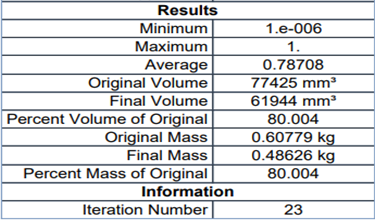 Results
Minimum 1.e-006
Maximum 1.
Average 0.78708
Original Volume 77425 mm³
Final Volume 61944 mm³
Percent Volume of Original 80.004
Original Mass 0.60779 kg
Final Mass 0.48626 kg
Percent Mass of Original 80.004
Information
Iteration Number 23